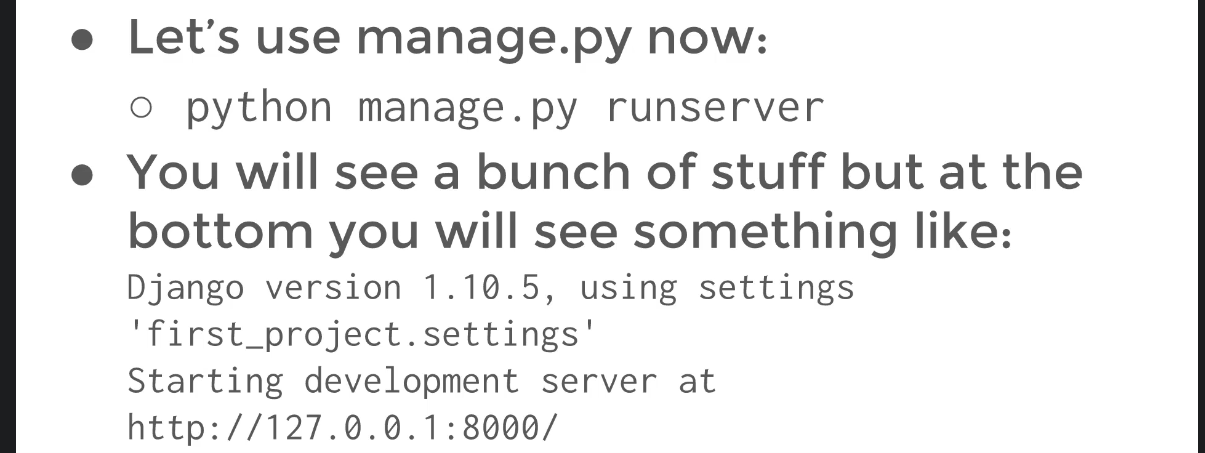 ● Let’s use manage.py now:
○ python manage.py runserver
● You will see a bunch of stuff but at the
bottom you will see something like:
Django version 1.10.5, using settings
'first_project.settings'
Starting development server at
http://127.0.0.1:8000/